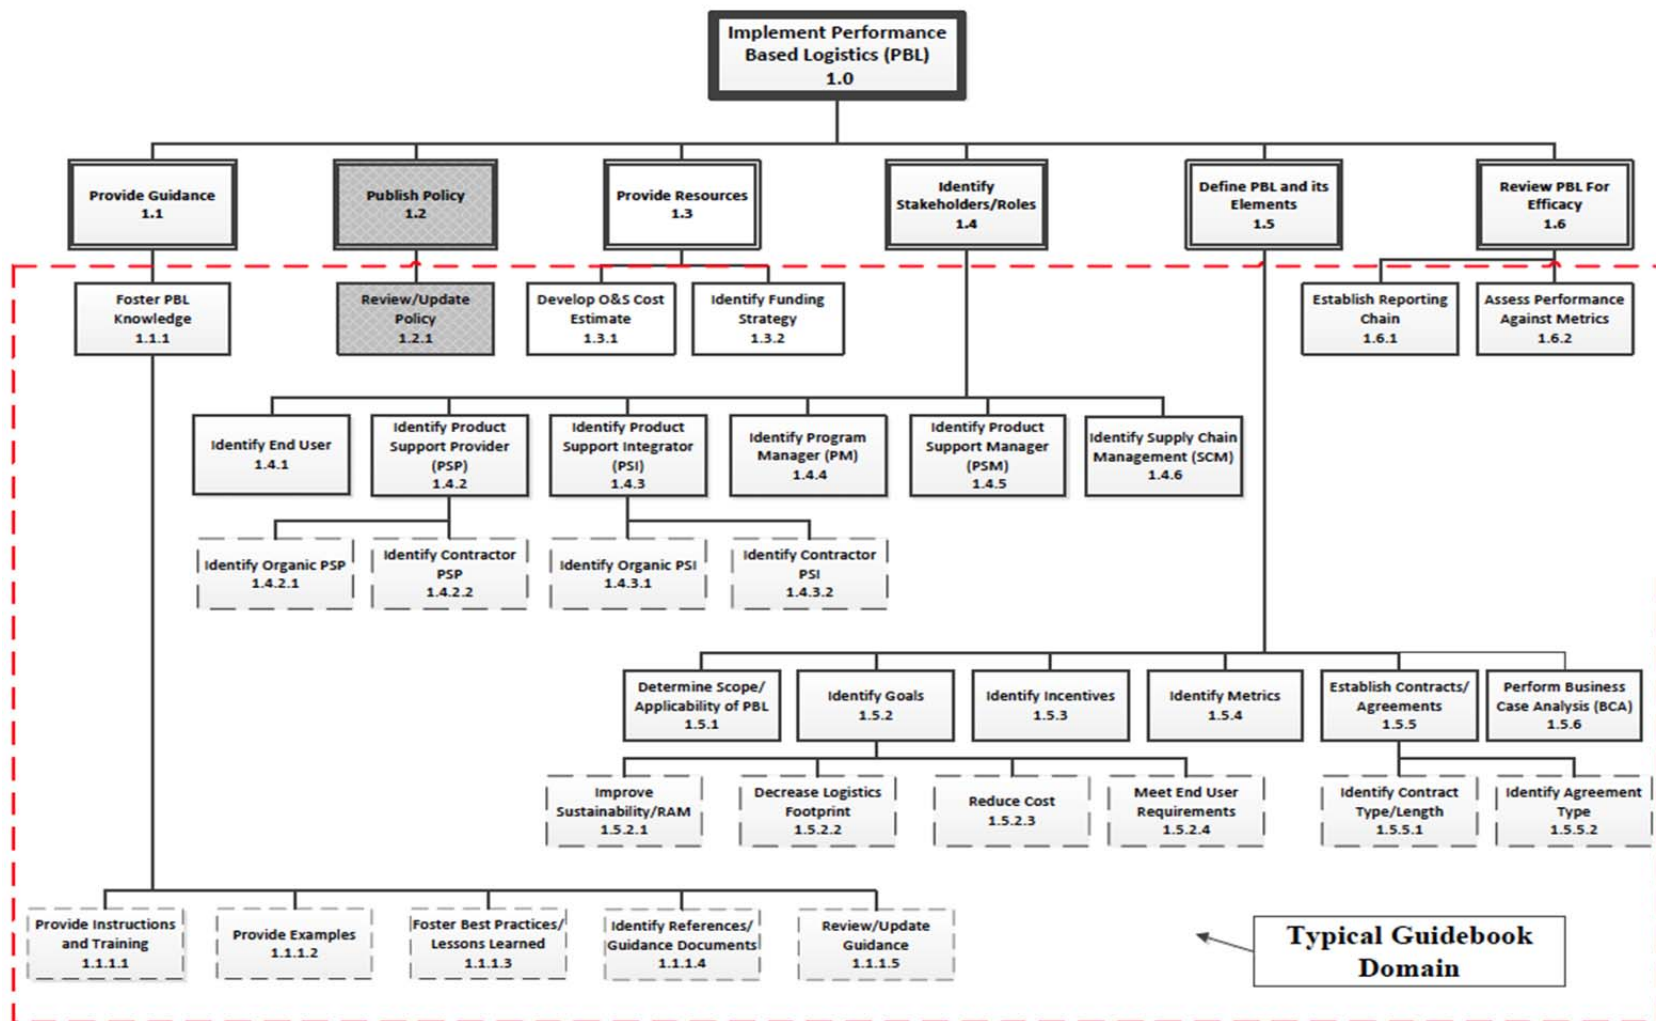 Implement Performance
Based Logistics (PBL)
1.0
Provide Guidance
1.1
Publish Policy
1.2
Provide Resources
1.3
Identify
Stakeholders/Roles
1.4
Define PBL and its
Elements
1.5
Review PBL For
Efficacy
1.6
Foster PBL
Knowledge
1.1.1
Review/Update
Policy
1.2.1
Develop O&S Cost
Estimate
1.3.1
Identify Funding
Strategy
1.3.2
Establish Reporting
Chain
1.6.1
Assess Performance
Against Metrics
1.6.2
Identify End User
1.4.1
Identify Product
Support Provider
(PSP)
1.4.2
Identify Product
Support Integrator
(PSI)
1.4.3
Identify Program
Manager (PM)
1.4.4
Identify Product
Support Manager
(PSM)
1.4.5
Identify Supply Chain
Management (SCM)
1.4.6
Identify Organic PSP
1.4.2.1
Identify Contractor
PSP
1.4.2.2
Identify Organic PSI
1.4.3.1
Identify Contractor
PSI
1.4.3.2
Determine Scope/
Applicability of PBL
1.5.1
Identify Goals
1.5.2
Identify Incentives
1.5.3
Identify Metrics
1.5.4
Establish Contracts/
Agreements
1.5.5
Perform Business
Case Analysis (BCA)
1.5.6
Improve
Sustainability/RAM
1.5.2.1
Decrease Logistics
Footprint
1.5.2.2
Reduce Cost
1.5.2.3
Meet End User
Requirements
1.5.2.4
Identify Contract
Type/Length
1.5.5.1
Identify Agreement
Type
1.5.5.2
Provide Instructions
and Training
1.1.1.1
Provide Examples
1.1.1.2
Foster Best Practices/
Lessons Learned
1.1.1.3
Identify References/
Guidance Documents
1.1.1.4
Review/Update
Guidance
1.1.1.5
Typical Guidebook
Domain